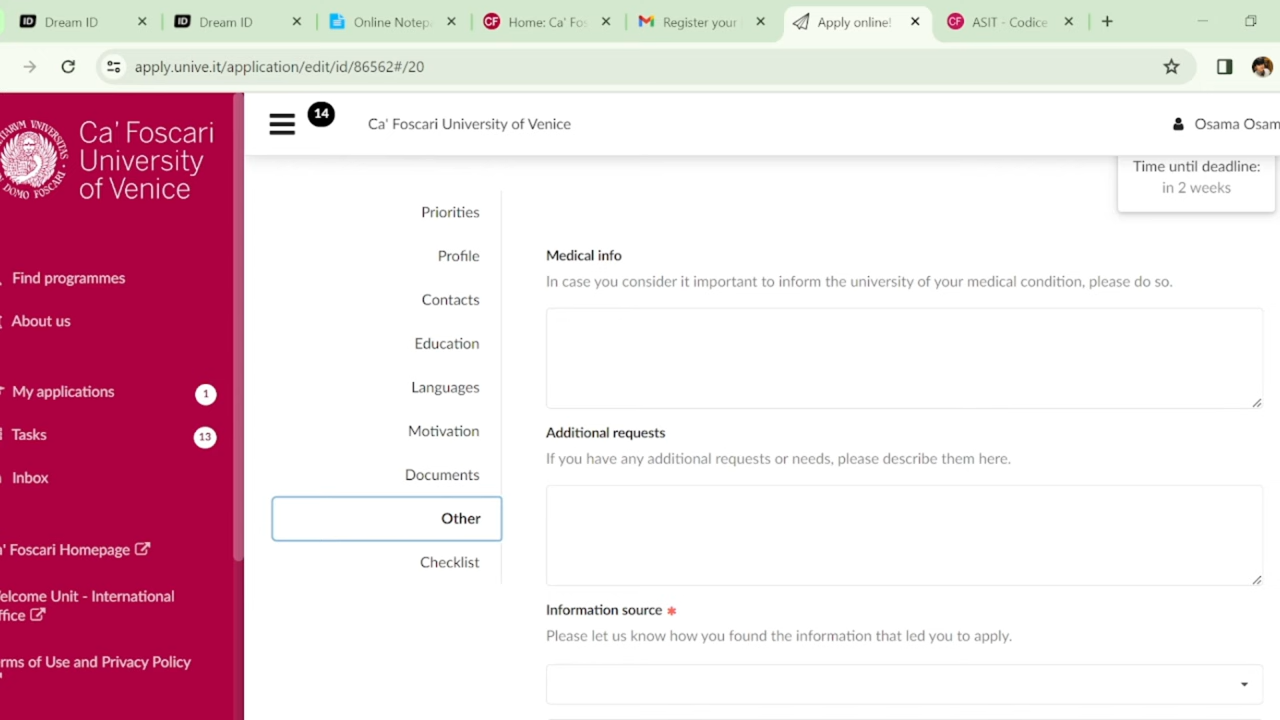 Dream ID
Dream ID
Online Notep
Home: Ca' Fos
Register your
Apply online!
ASIT - Codice
apply.unive.it/application/edit/id/86562#/20
Ca' Foscari
University
of Venice
14
Ca' Foscari University of Venice
Osama Osam
Time until deadline:
in 2 weeks
Find programmes
About us
My applications 1
Tasks 13
Inbox
a' Foscari Homepage
elcome Unit - International
ffice
rms of Use and Privacy Policy
Priorities
Profile
Contacts
Education
Languages
Motivation
Documents
Other
Checklist
Medical info
In case you consider it important to inform the university of your medical condition, please do so.
Additional requests
If you have any additional requests or needs, please describe them here.
Information source *
Please let us know how you found the information that led you to apply.